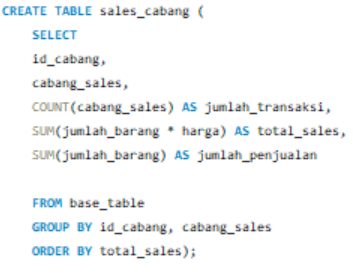 CREATE TABLE sales_cabang (
SELECT
id_cabang,
cabang_sales,
COUNT(cabang_sales) AS jumlah_transaksi,
SUM(jumlah_barang * harga) AS total_sales,
SUM(jumlah_barang) AS jumlah_penjualan
FROM base_table
GROUP BY id_cabang, cabang_sales
ORDER BY total_sales);